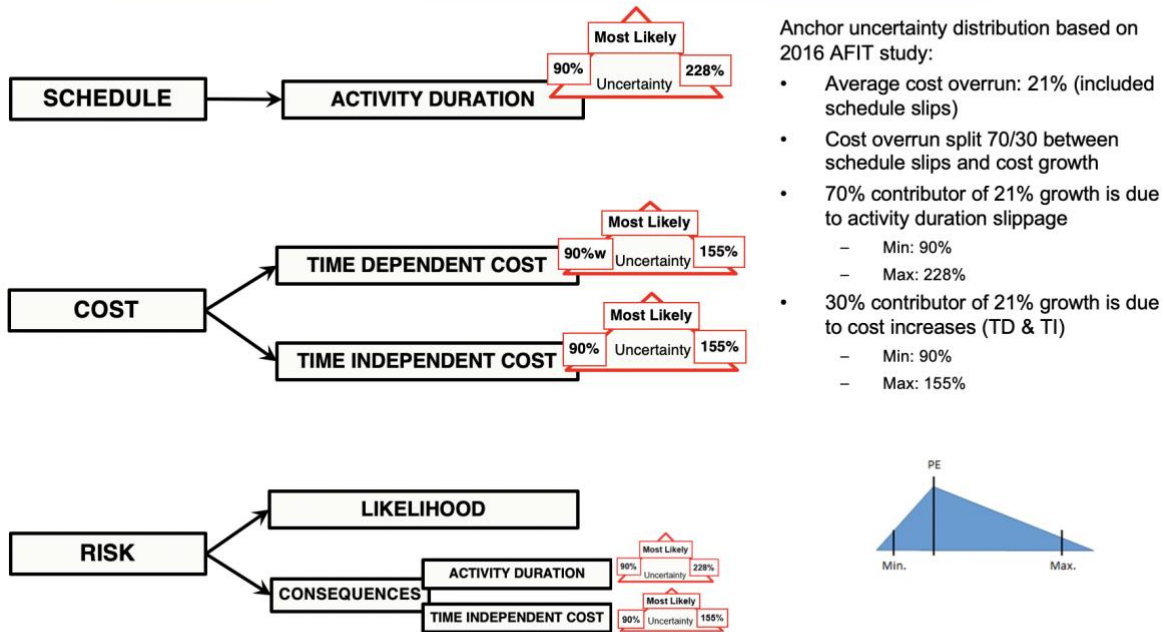 SCHEDULE
ACTIVITY DURATION
Most Likely
90%
Uncertainty
228%
COST
TIME DEPENDENT COST
Most Likely
90%w
Uncertainty
155%
TIME INDEPENDENT COST
Most Likely
90%
Uncertainty
155%
RISK
LIKELIHOOD
CONSEQUENCES
ACTIVITY DURATION
Most Likely
90%
Uncertainty
228%
TIME INDEPENDENT COST
Most Likely
90%
Uncertainty
155%
Anchor uncertainty distribution based on
2016 AFIT study:
• Average cost overrun: 21% (included
schedule slips)
• Cost overrun split 70/30 between
schedule slips and cost growth
• 70% contributor of 21% growth is due
to activity duration slippage
– Min: 90%
– Max: 228%
• 30% contributor of 21% growth is due
to cost increases (TD & TI)
– Min: 90%
– Max: 155%
PE
Min.
Max.